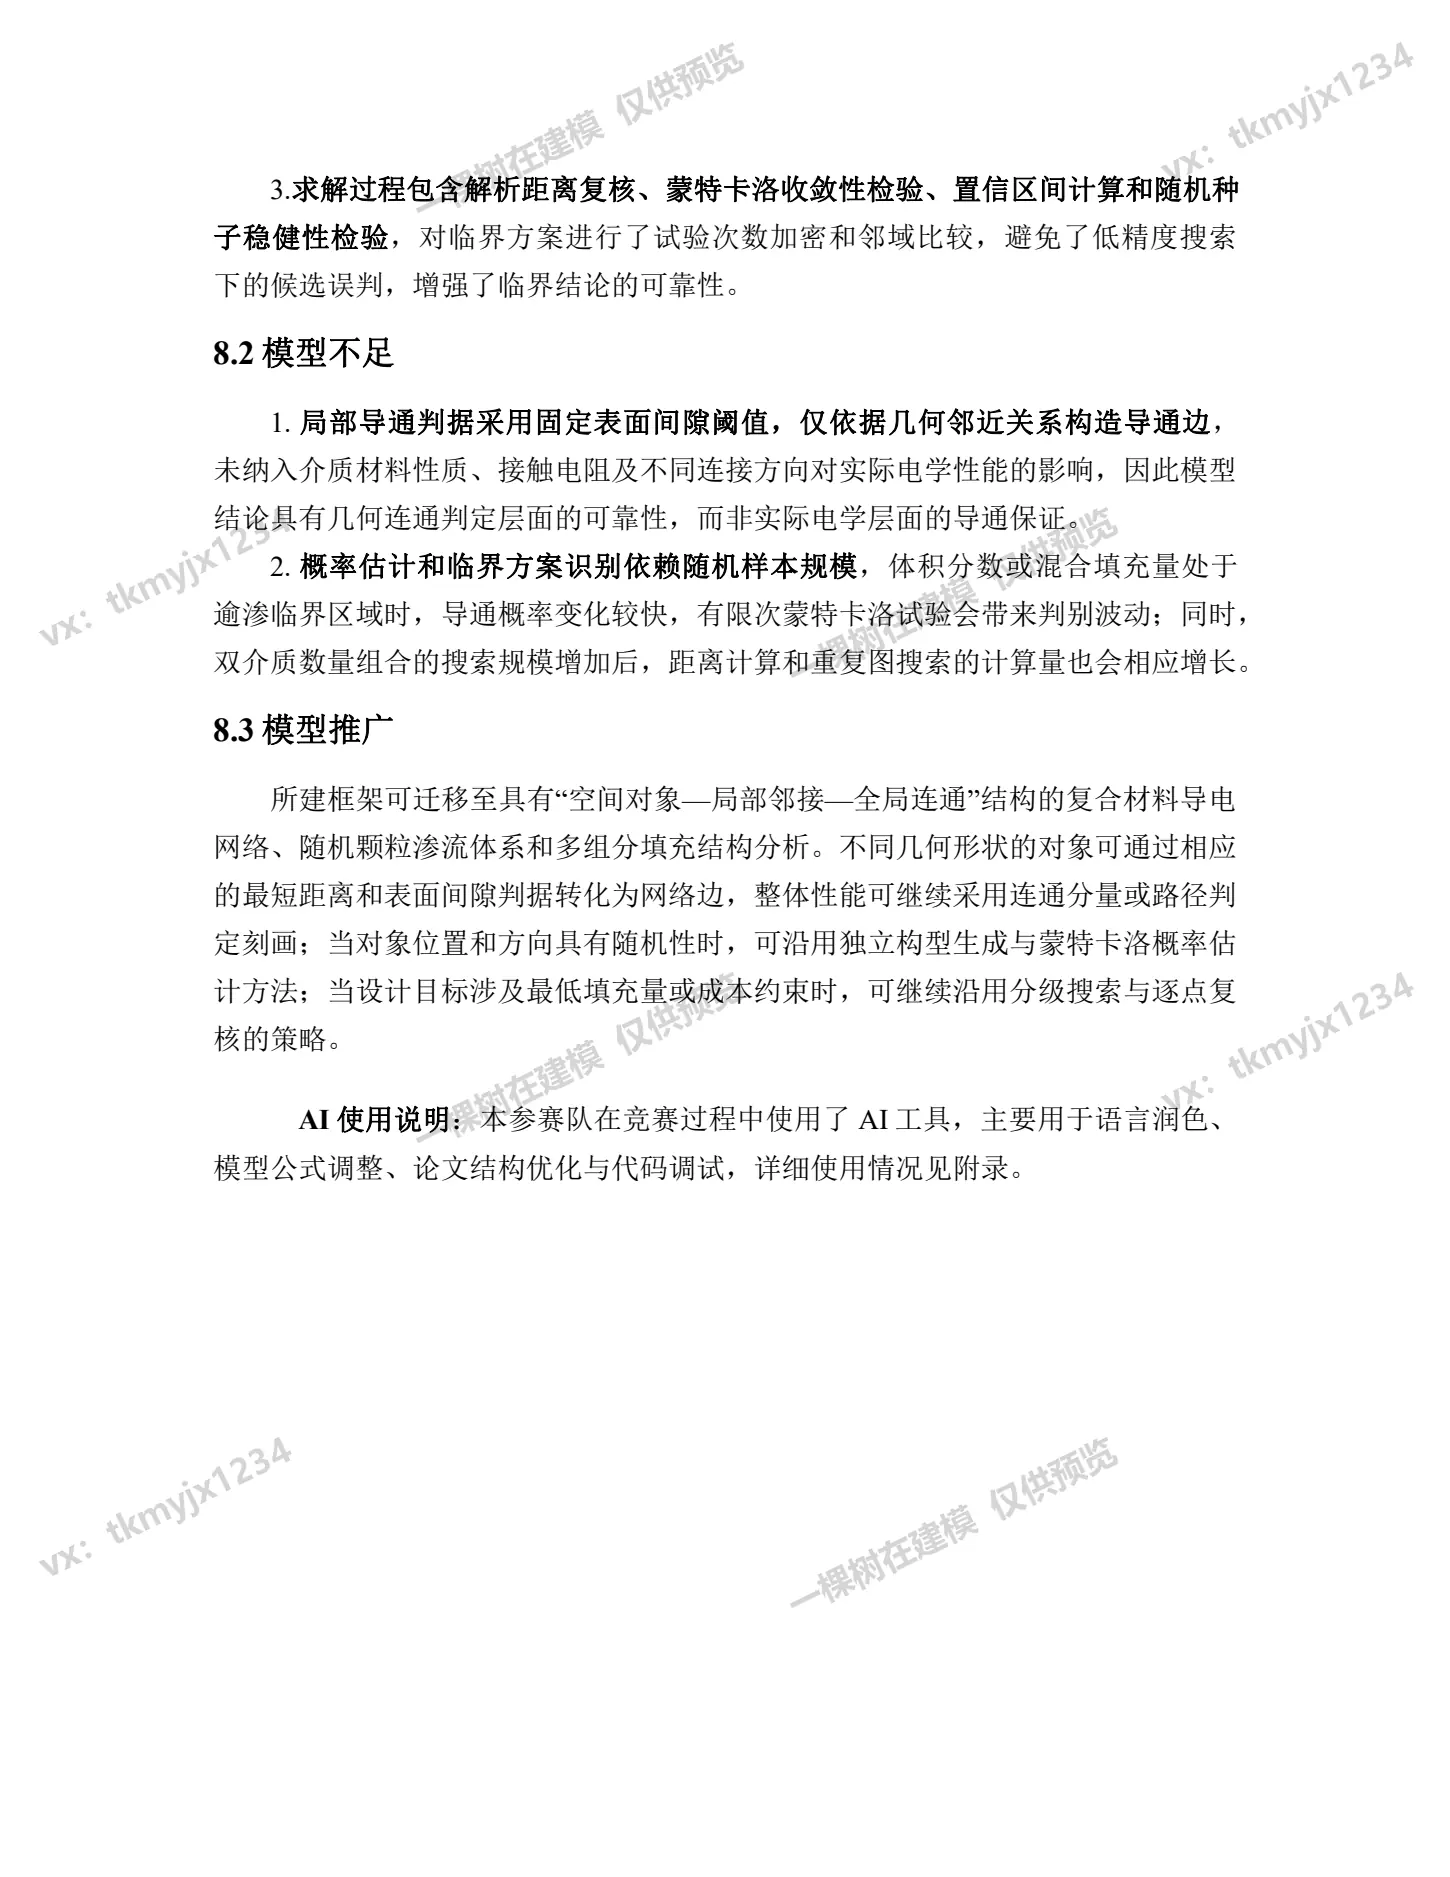 一棵树在建模 仅供预览
vx：tkmyjx1234
3.求解过程包含解析距离复核、蒙特卡洛收敛性检验、置信区间计算和随机种
子稳健性检验，对临界方案进行了试验次数加密和邻域比较，避免了低精度搜索
下的候选误判，增强了临界结论的可靠性。
8.2 模型不足
1. 局部导通判据采用固定表面间隙阈值，仅依据几何邻近关系构造导通边，
未纳入介质材料性质、接触电阻及不同连接方向对实际电学性能的影响，因此模型
结论具有几何连通判定层面的可靠性，而非实际电学层面的导通保证。
vx：tkmyjx1234
一棵树在建模 仅供预览
2. 概率估计和临界方案识别依赖随机样本规模，体积分数或混合填充量处于
逾渗临界区域时，导通概率变化较快，有限次蒙特卡洛试验会带来判别波动；同时，
双介质数量组合的搜索规模增加后，距离计算和重复图搜索的计算量也会相应增长。
8.3 模型推广
所建框架可迁移至具有“空间对象—局部邻接—全局连通”结构的复合材料导电
网络、随机颗粒渗流体系和多组分填充结构分析。不同几何形状的对象可通过相应
的最短距离和表面间隙判据转化为网络边，整体性能可继续采用连通分量或路径判
定刻画；当对象位置和方向具有随机性时，可沿用独立构型生成与蒙特卡洛概率估
计方法；当设计目标涉及最低填充量或成本约束时，可继续沿用分级搜索与逐点复
核的策略。
一棵树在建模 仅供预览
vx：tkmyjx1234
AI 使用说明：本参赛队在竞赛过程中使用了 AI 工具，主要用于语言润色、
模型公式调整、论文结构优化与代码调试，详细使用情况见附录。
vx：tkmyjx1234
一棵树在建模 仅供预览